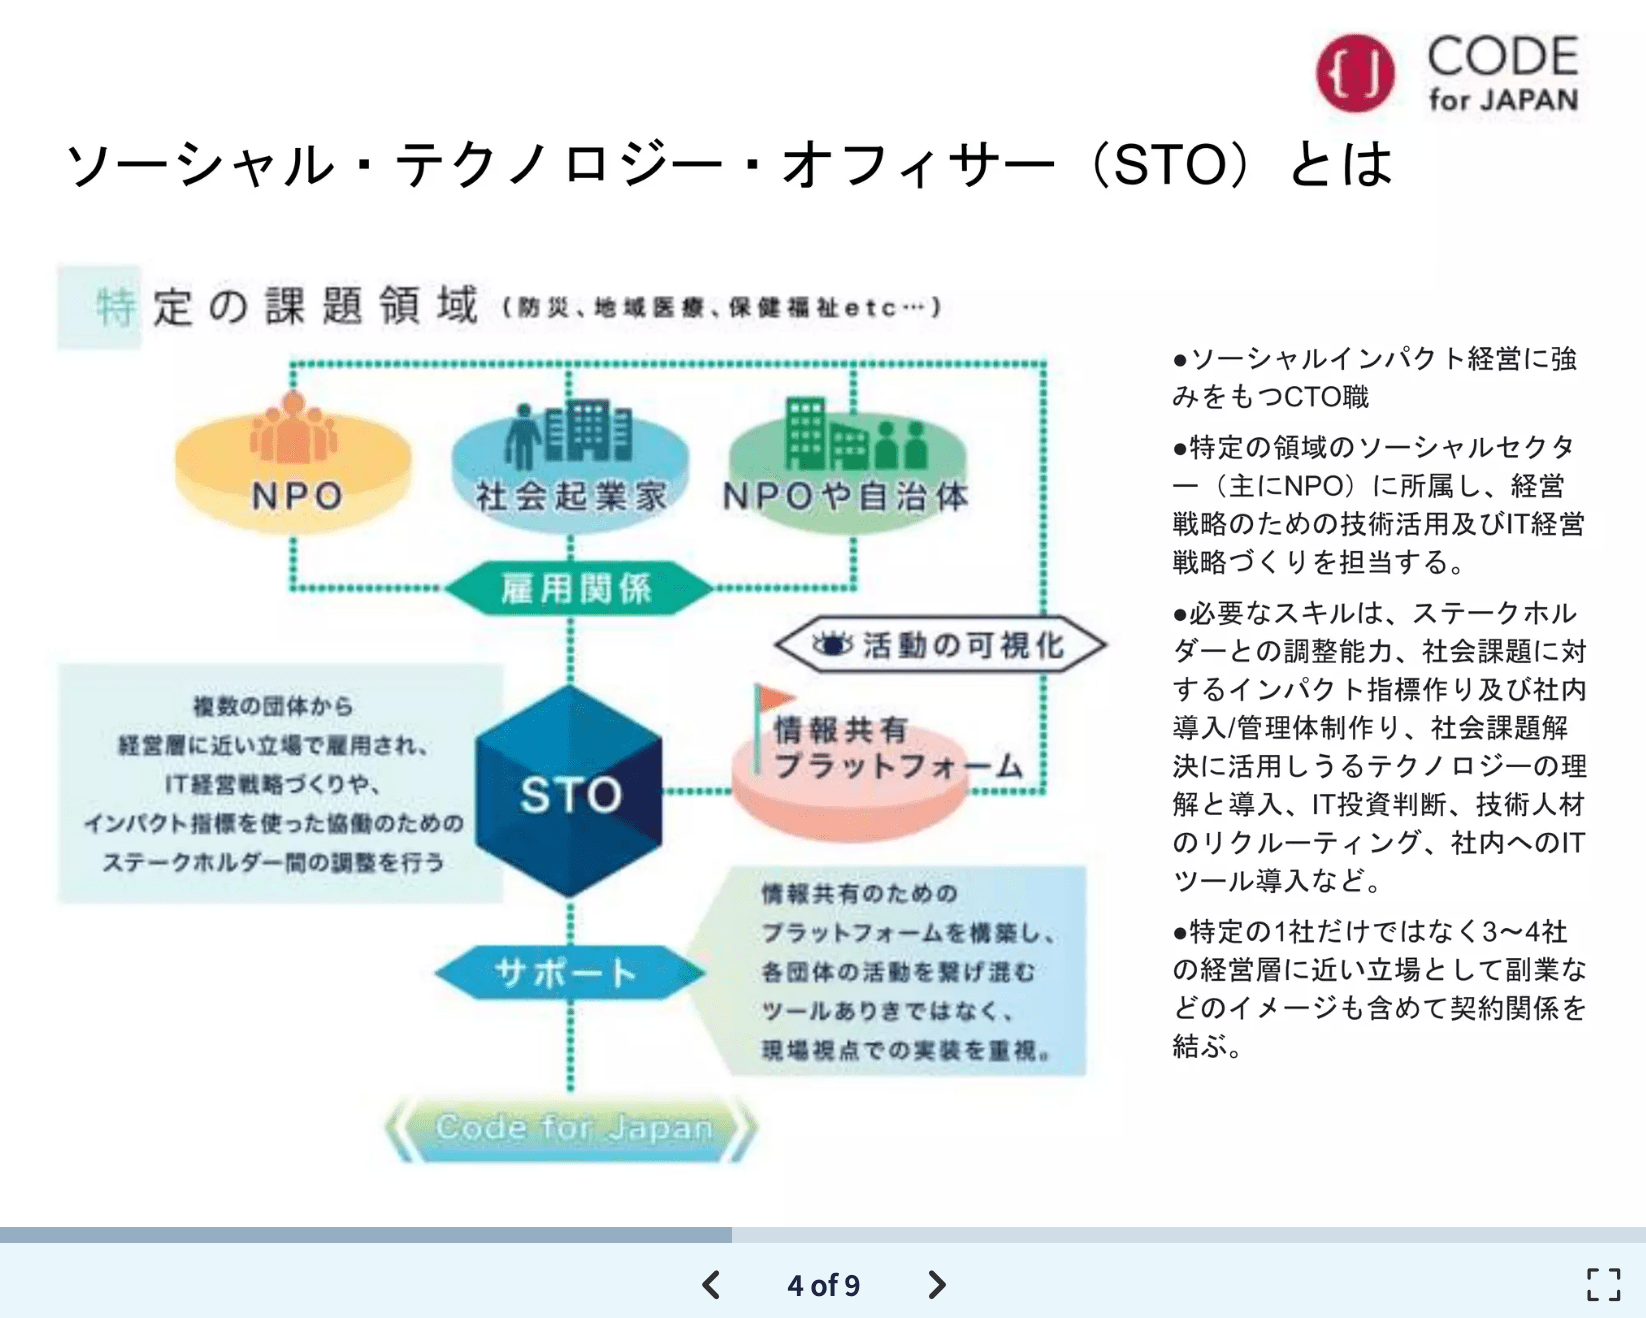 CODE
for JAPAN
ソーシャル・テクノロジー・オフィサー（STO）とは
特定の課題領域（防災、地域医療、保健福祉etc…）
NPO
社会起業家
NPOや自治体
雇用関係
活動の可視化
複数の団体から
経営層に近い立場で雇用され、
IT経営戦略づくりや、
インパクト指標を使った協働のための
ステークホルダー間の調整を行う
STO
情報共有
プラットフォーム
サポート
情報共有のための
プラットフォームを構築し、
各団体の活動を繋げ混む
ツールありきではなく、
現場視点での実装を重視。
Code for Japan
●ソーシャルインパクト経営に強
みをもつCTO職
●特定の領域のソーシャルセクタ
ー（主にNPO）に所属し、経営
戦略のための技術活用及びIT経営
戦略づくりを担当する。
●必要なスキルは、ステークホル
ダーとの調整能力、社会課題に対
するインパクト指標作り及び社内
導入/管理体制作り、社会課題解
決に活用しうるテクノロジーの理
解と導入、IT投資判断、技術人材
のリクルーティング、社内へのIT
ツール導入など。
●特定の1社だけではなく3〜4社
の経営層に近い立場として副業な
どのイメージも含めて契約関係を
結ぶ。
4 of 9